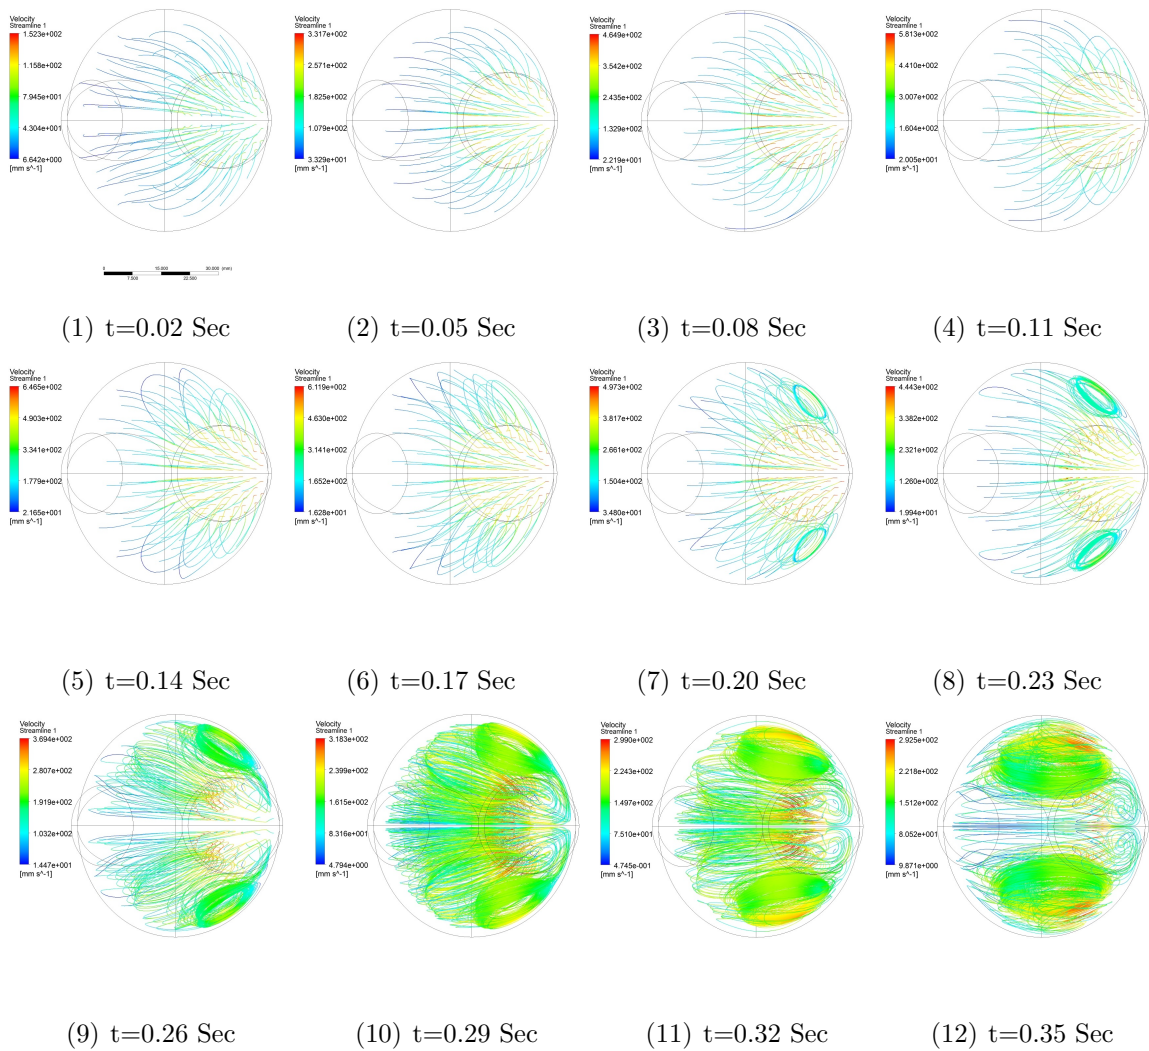 Velocity
Streamline 1
1.523e+002
1.158e+002
7.945e+001
4.304e+001
6.642e+000
[mm s^-1]
Velocity
Streamline 1
3.317e+002
2.571e+002
1.825e+002
1.079e+002
3.329e+001
[mm s^-1]
Velocity
Streamline 1
4.649e+002
3.542e+002
2.435e+002
1.329e+002
2.219e+001
[mm s^-1]
Velocity
Streamline 1
5.813e+002
4.410e+002
3.007e+002
1.604e+002
2.005e+001
[mm s^-1]
0 15.000 30.000 (mm)
7.500 22.500
(1) t=0.02 Sec
(2) t=0.05 Sec
(3) t=0.08 Sec
(4) t=0.11 Sec
Velocity
Streamline 1
6.465e+002
4.903e+002
3.341e+002
1.779e+002
2.165e+001
[mm s^-1]
Velocity
Streamline 1
6.119e+002
4.630e+002
3.141e+002
1.652e+002
1.628e+001
[mm s^-1]
Velocity
Streamline 1
4.973e+002
3.817e+002
2.661e+002
1.504e+002
3.480e+001
[mm s^-1]
Velocity
Streamline 1
4.443e+002
3.382e+002
2.321e+002
1.260e+002
1.994e+001
[mm s^-1]
(5) t=0.14 Sec
(6) t=0.17 Sec
(7) t=0.20 Sec
(8) t=0.23 Sec
Velocity
Streamline 1
3.694e+002
2.807e+002
1.919e+002
1.032e+002
1.447e+001
[mm s^-1]
Velocity
Streamline 1
3.183e+002
2.399e+002
1.615e+002
8.316e+001
4.794e+000
[mm s^-1]
Velocity
Streamline 1
2.990e+002
2.243e+002
1.497e+002
7.510e+001
4.745e-001
[mm s^-1]
Velocity
Streamline 1
2.925e+002
2.218e+002
1.512e+002
8.052e+001
9.871e+000
[mm s^-1]
(9) t=0.26 Sec
(10) t=0.29 Sec
(11) t=0.32 Sec
(12) t=0.35 Sec